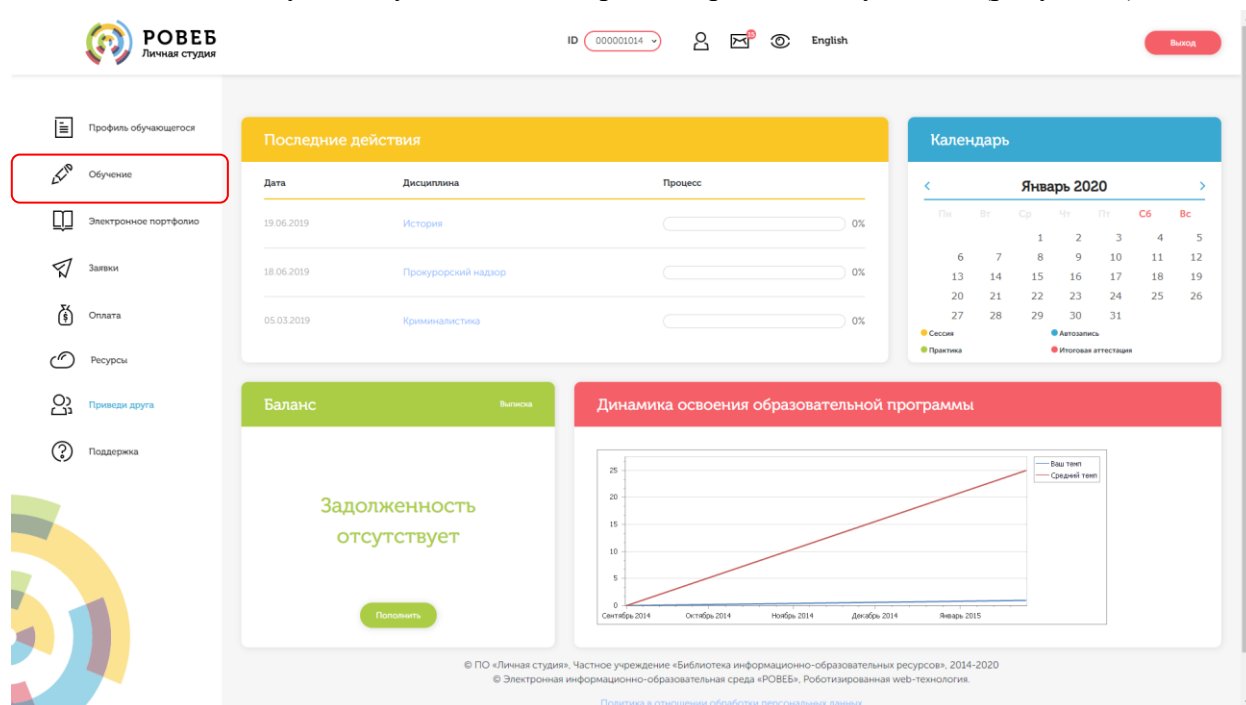 РОВЕБ
Личная студия
ID 000001014
15
English
Выход
Профиль обучающегося
Обучение
Электронное портфолио
Заявки
Оплата
Ресурсы
Приведи друга
Поддержка
Последние действия
Дата Дисциплина Процесс
19.06.2019 История 0%
18.06.2019 Прокурорский надзор 0%
05.03.2019 Криминалистика 0%
Календарь
< Январь 2020 >
Пн Вт Ср Чт Пт Сб Вс
1 2 3 4 5
6 7 8 9 10 11 12
13 14 15 16 17 18 19
20 21 22 23 24 25 26
27 28 29 30 31
Сессия Автозапись
Практика Итоговая аттестация
Баланс Выписка
Задолженность
отсутствует
Пополнить
Динамика освоения образовательной программы
Ваш темп
Средний темп
25
20
15
10
5
0
Сентябрь 2014 Октябрь 2014 Ноябрь 2014 Декабрь 2014 Январь 2015
© ПО «Личная студия», Частное учреждение «Библиотека информационно-образовательных ресурсов», 2014-2020
© Электронная информационно-образовательная среда «РОВЕБ», Роботизированная web-технология.
Политика в отношении обработки персональных данных